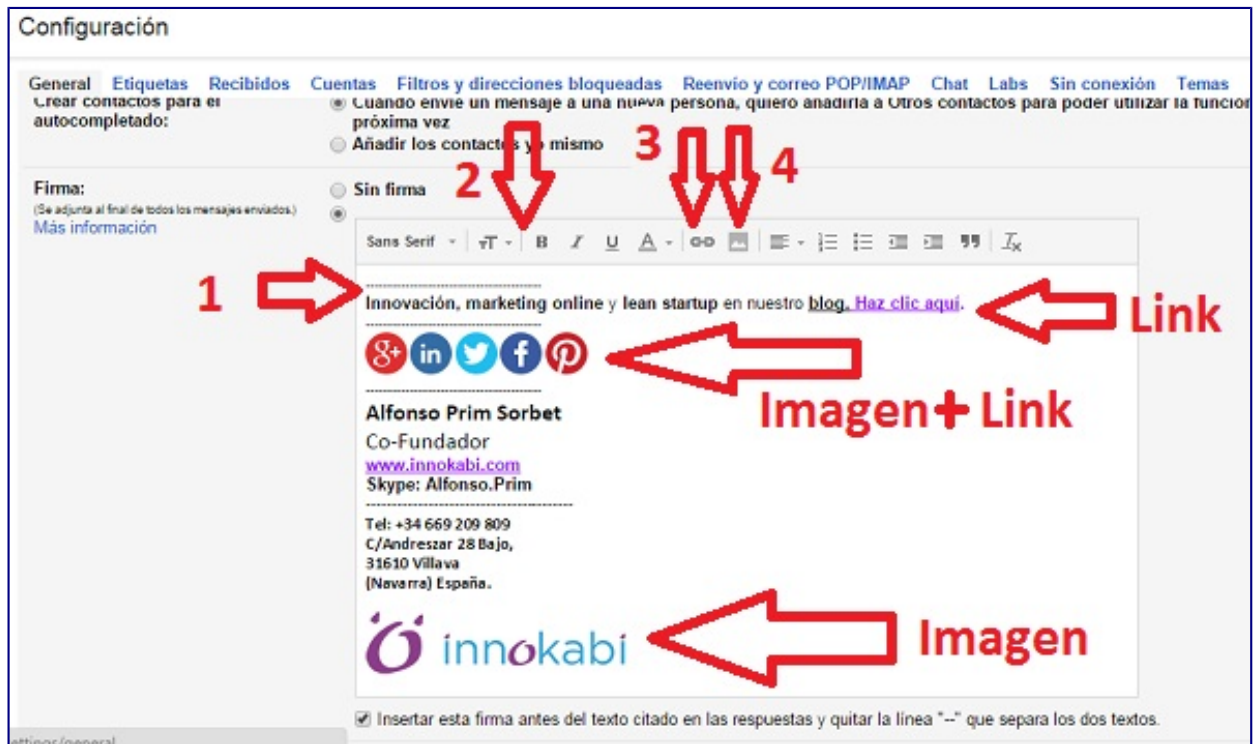 Configuración
General Etiquetas Recibidos Cuentas Filtros y direcciones bloqueadas Reenvío y correo POP/IMAP Chat Labs Sin conexión Temas
Crear contactos para el autocompletado:
Cuando envíe un mensaje a una nueva persona, quiero añadirla a Otros contactos para poder utilizar la función
próxima vez
Añadir los contactos yo mismo
2
3
4
Firma:
(Se adjunta al final de todos los mensajes enviados.)
Más información
Sin firma
Sans Serif T B I U A Tx
1
----------------------------------------
Innovación, marketing online y lean startup en nuestro blog. Haz clic aquí.
Link
----------------------------------------
g+ in f
Imagen+Link
----------------------------------------
Alfonso Prim Sorbet
Co-Fundador
www.innokabi.com
Skype: Alfonso.Prim
-----------------------------------------------
Tel: +34 669 209 809
C/Andreszar 28 Bajo,
31610 Villava
(Navarra) España.
innokabi
Imagen
Insertar esta firma antes del texto citado en las respuestas y quitar la línea "--" que separa los dos textos.
ettings/general